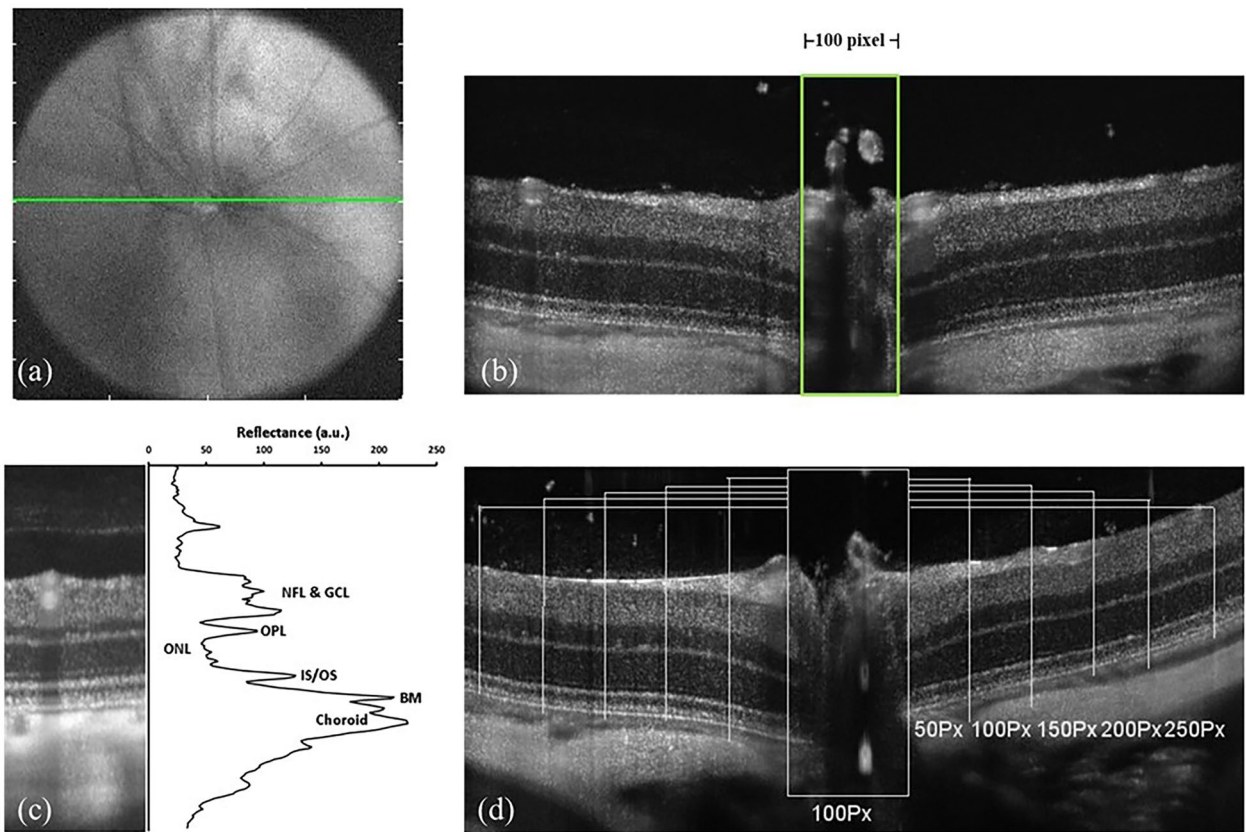 100 pixel
(a)
(b)
Reflectance (a.u.)
0 50 100 150 200 250
NFL & GCL
OPL
ONL
IS/OS
BM
Choroid
(c)
50Px 100Px 150Px 200Px 250Px
(d)
100Px